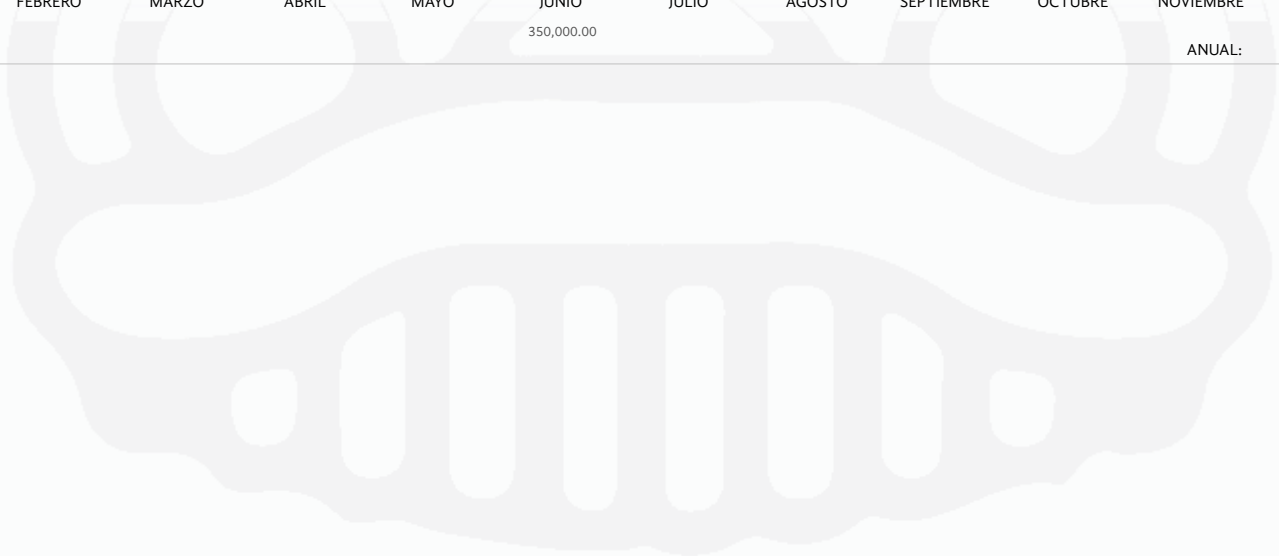 FEBRERO MARZO ABRIL MAYO JUNIO JULIO AGOSTO SEPTIEMBRE OCTUBRE NOVIEMBRE
350,000.00
ANUAL: